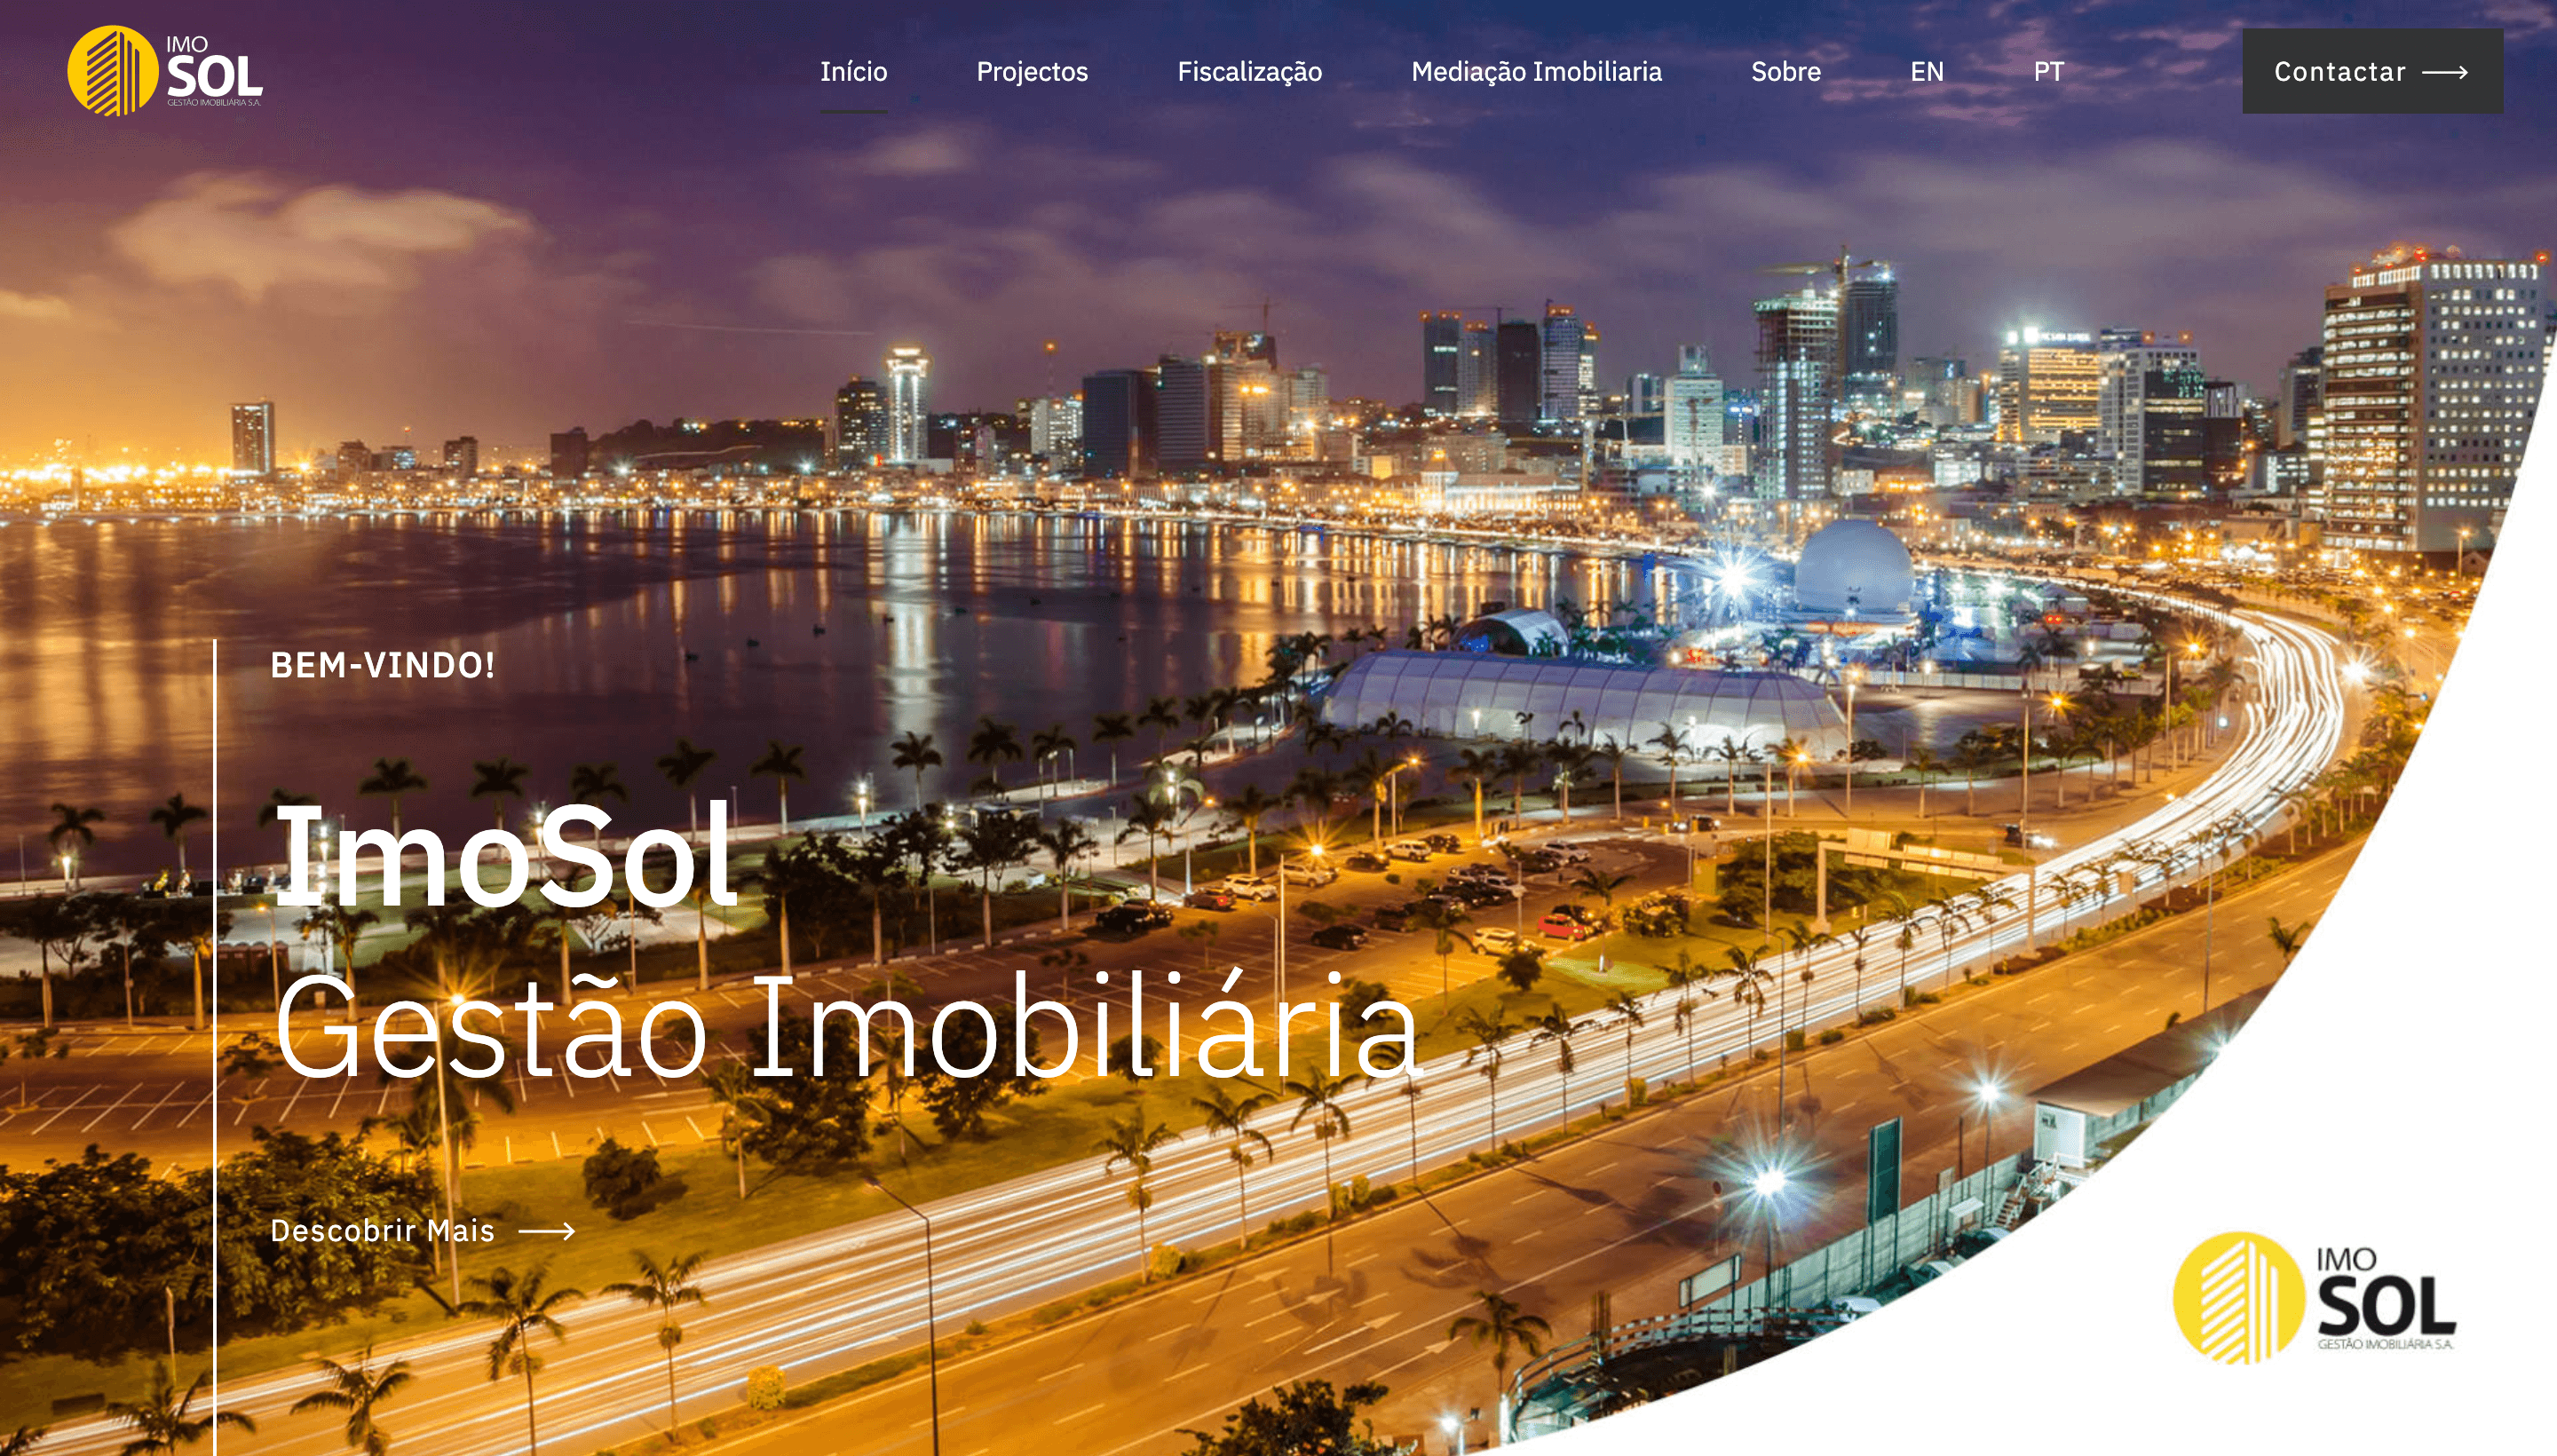 IMO
SOL
GESTÃO IMOBILIÁRIA S.A.
Início
Projectos
Fiscalização
Mediação Imobiliaria
Sobre
EN
PT
Contactar
BEM-VINDO!
ImoSol
Gestão Imobiliária
Descobrir Mais
IMO
SOL
GESTÃO IMOBILIÁRIA S.A.